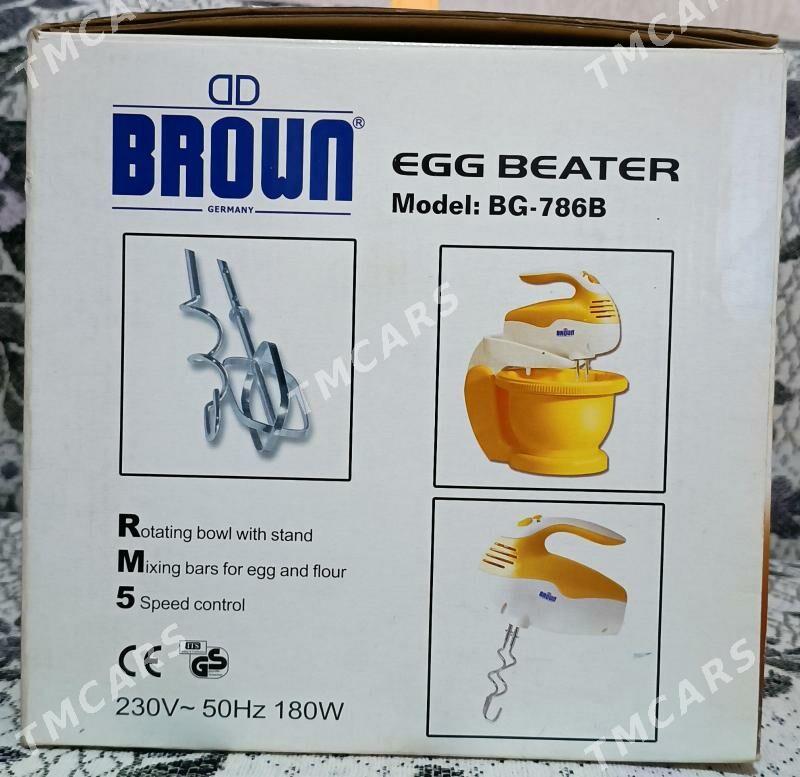 TMCARS
TMCARS
DD
BROWN®
GERMANY
EGG BEATER
Model: BG-786B
BROWN
TMCARS
Rotating bowl with stand
Mixing bars for egg and flour
5 Speed control
BROWN
CE
ITS
GS
230V~ 50Hz 180W
TMCARS
TMCARS